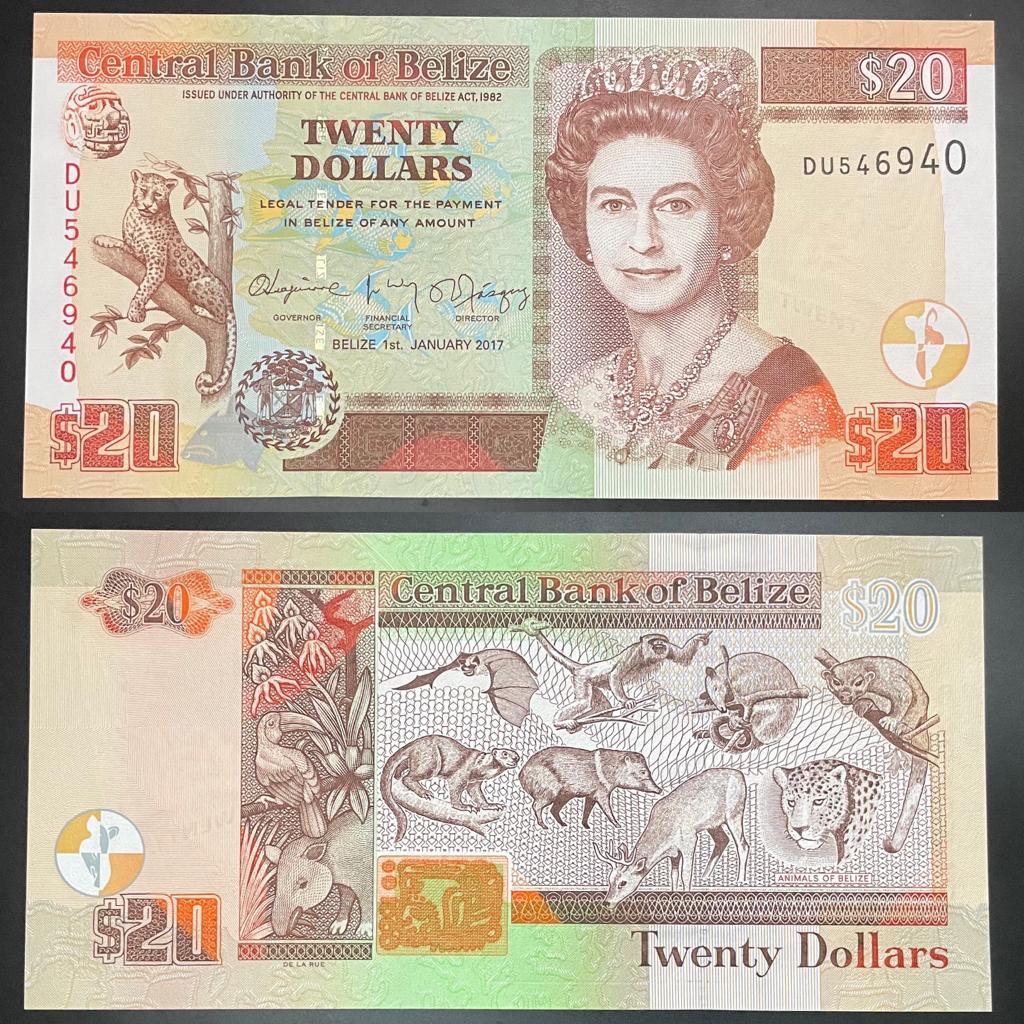 Central Bank of Belize
ISSUED UNDER AUTHORITY OF THE CENTRAL BANK OF BELIZE ACT, 1982
$20
TWENTY
DOLLARS
DU546940
DU546940
LEGAL TENDER FOR THE PAYMENT
IN BELIZE OF ANY AMOUNT
GOVERNOR
FINANCIAL
SECRETARY
DIRECTOR
BELIZE 1st. JANUARY 2017
$20
$20
$20
Central Bank of Belize
$20
ANIMALS OF BELIZE
$20
Twenty Dollars
DE LA RUE